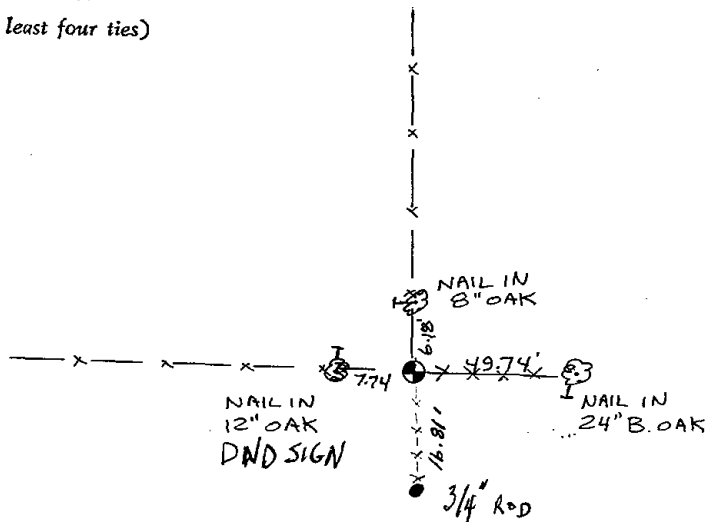 least four ties)
NAIL IN
8" OAK
6.18'
7.74
49.74'
NAIL IN
12" OAK
DND SIGN
NAIL IN
24" B. OAK
16.81'
3/4" ROD